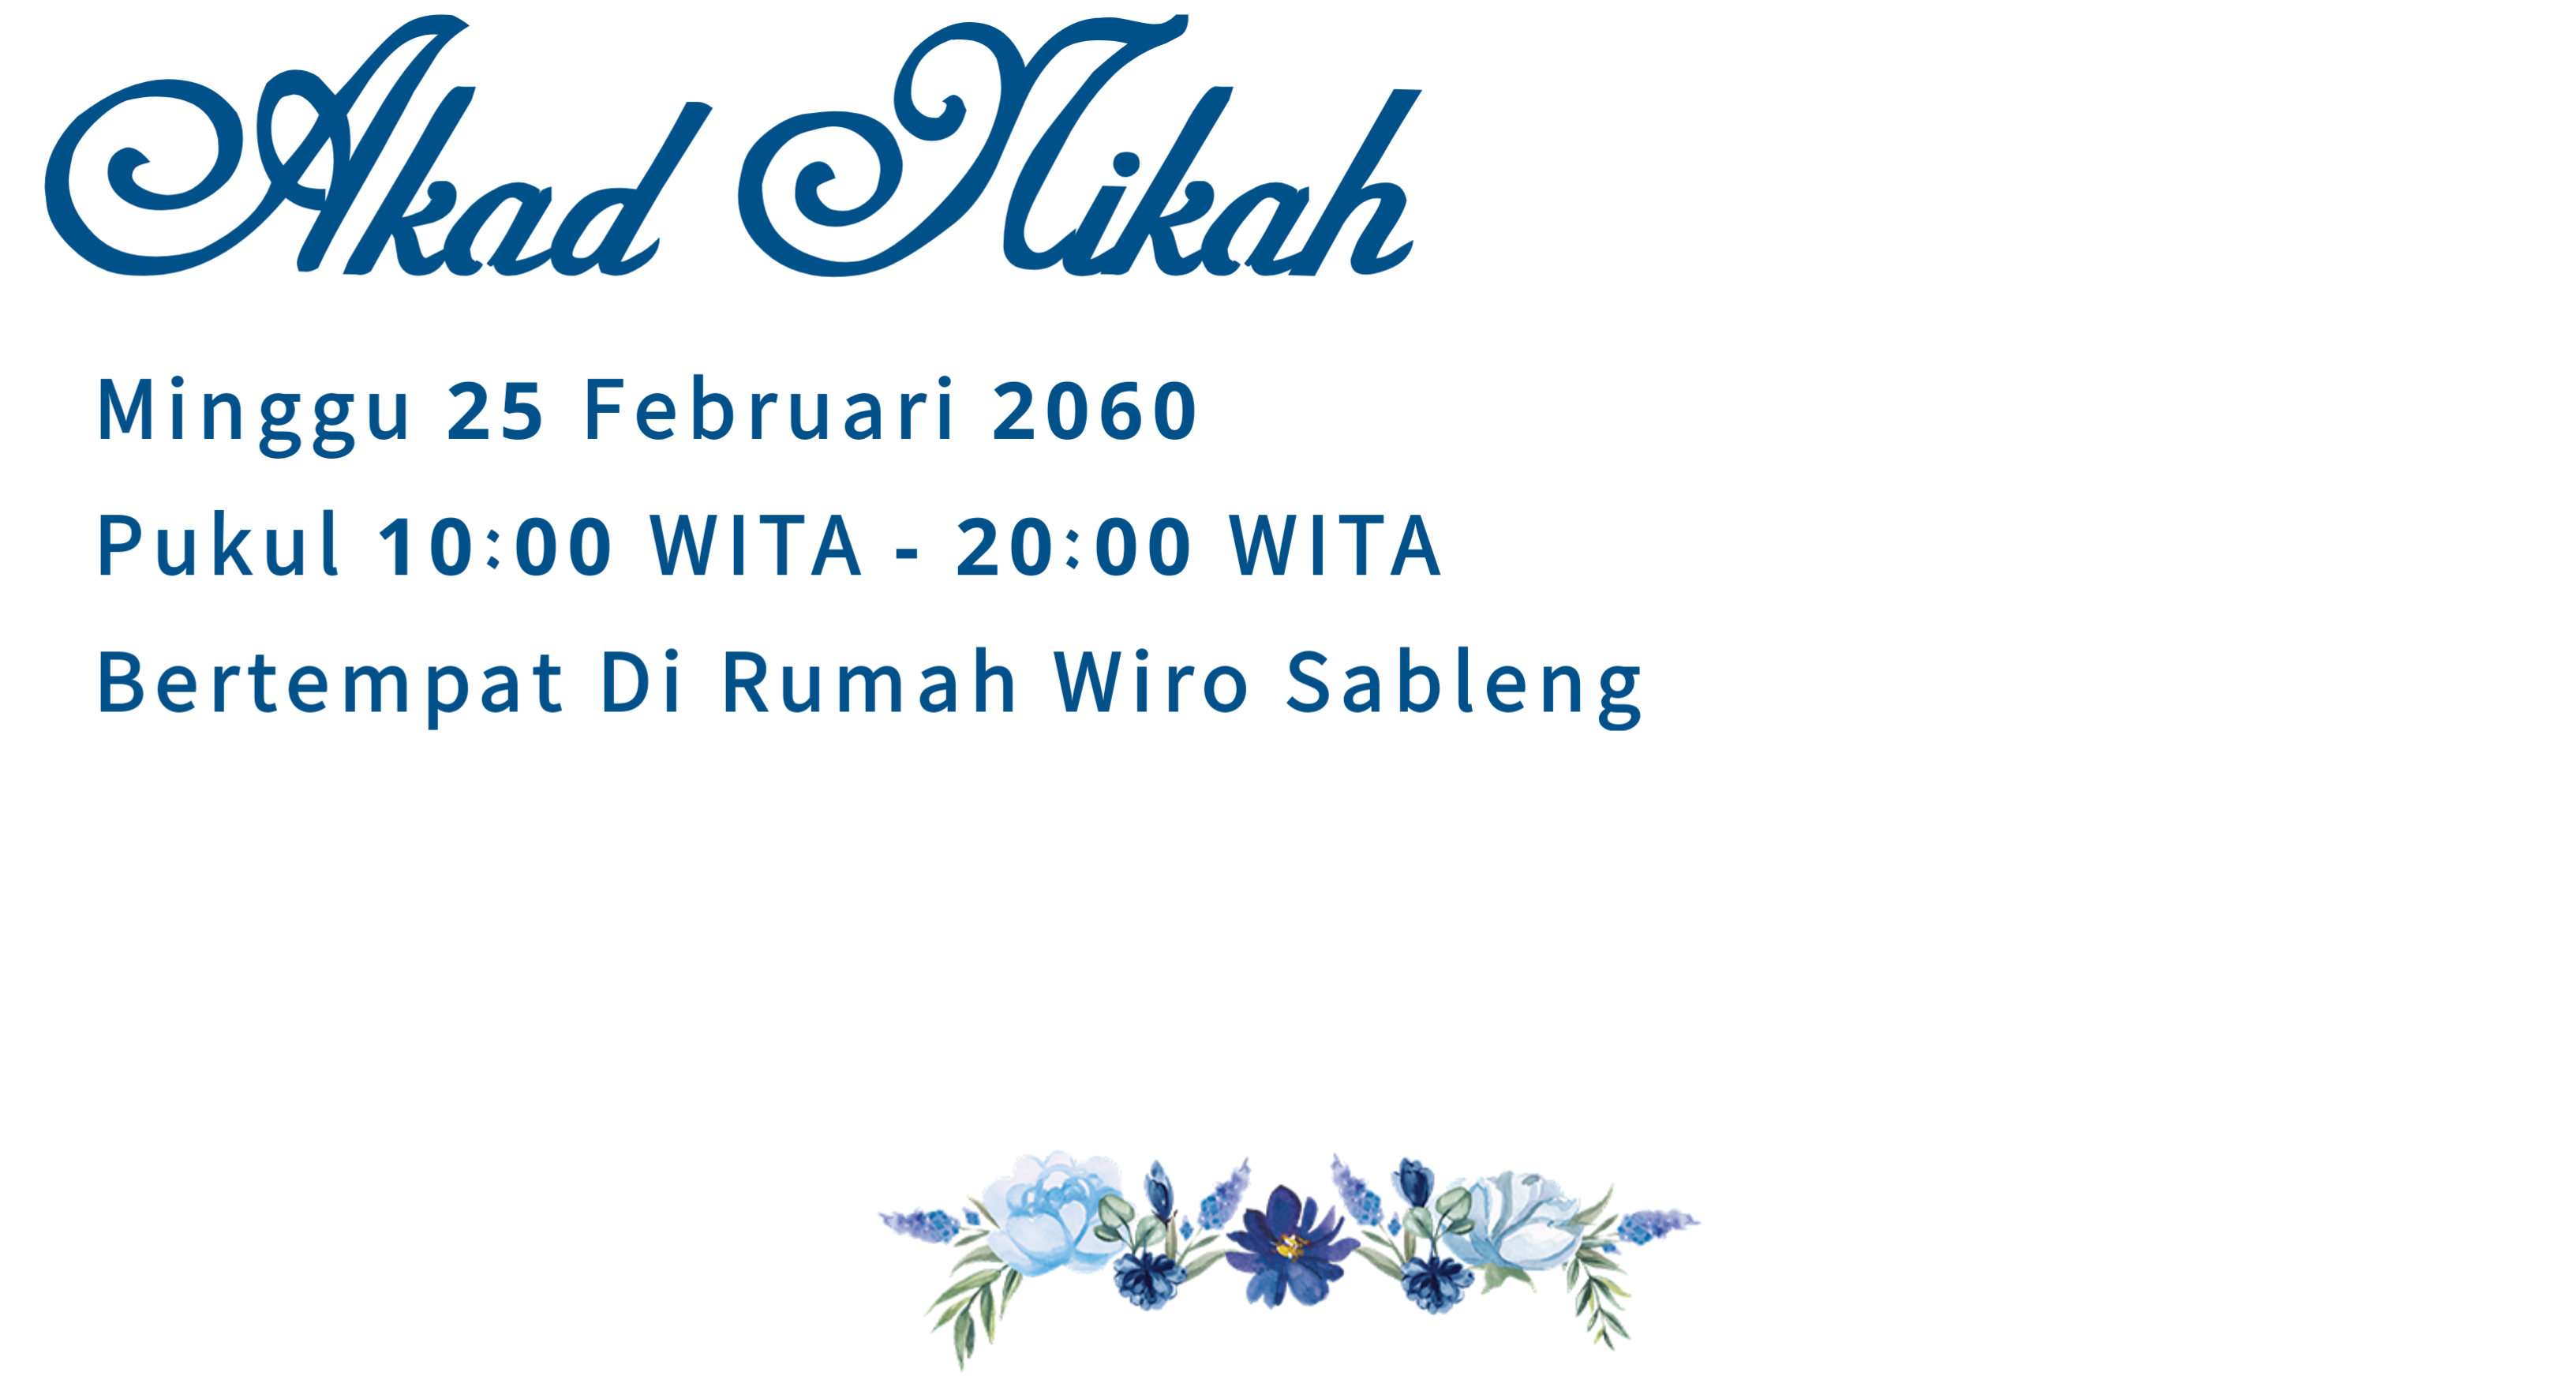 Akad Nikah
Minggu 25 Februari 2060
Pukul 10:00 WITA - 20:00 WITA
Bertempat Di Rumah Wiro Sableng